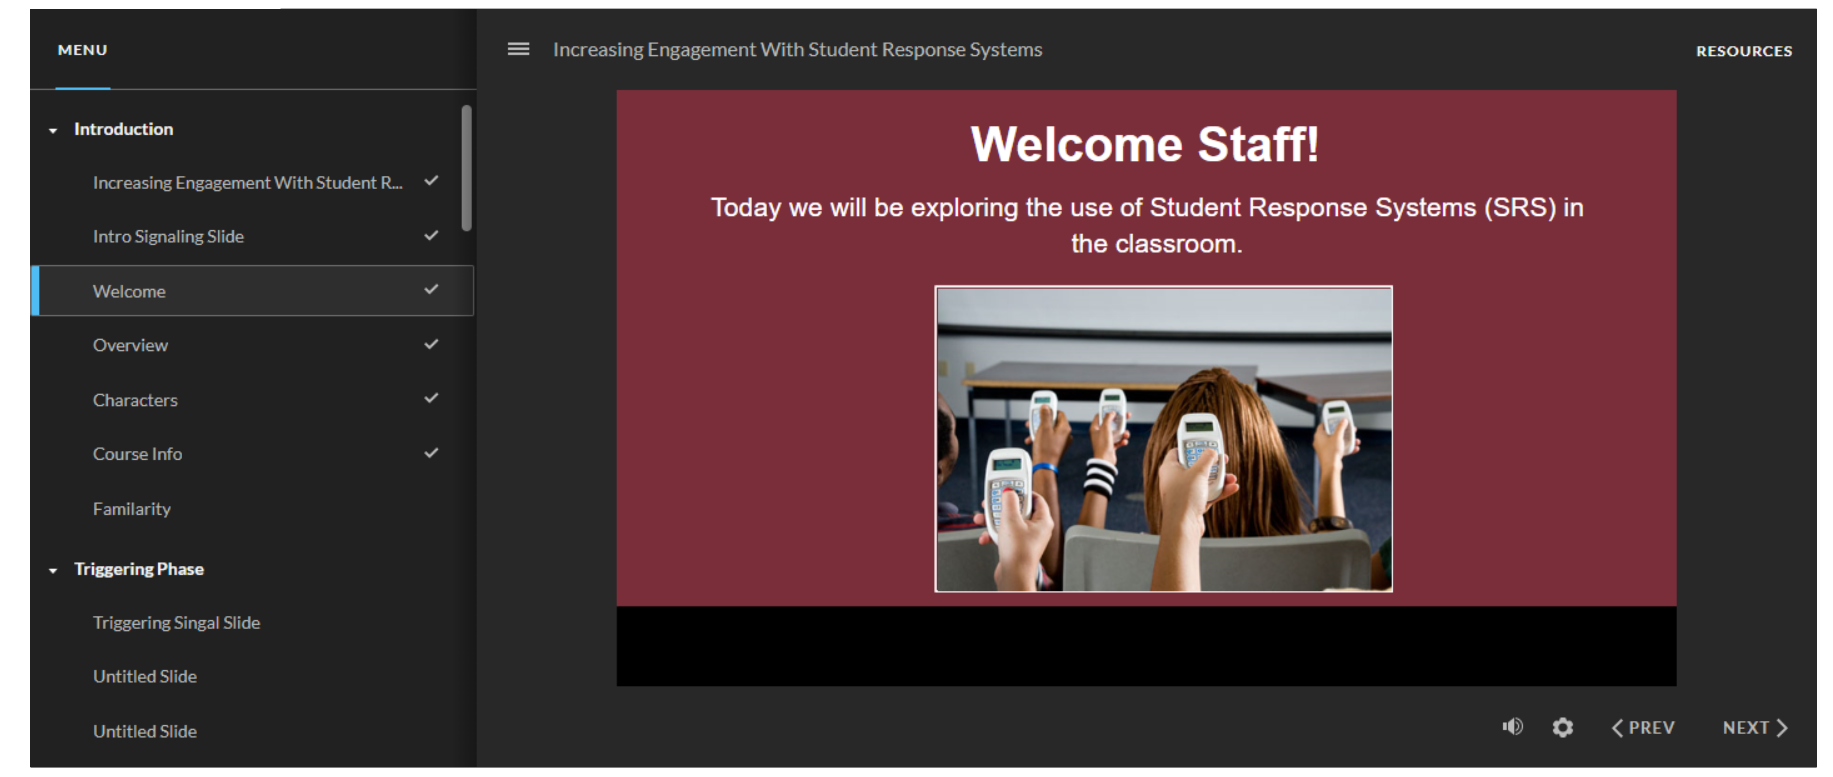 MENU
Introduction
Increasing Engagement With Student R...
Intro Signaling Slide
Welcome
Overview
Characters
Course Info
Familarity
Triggering Phase
Triggering Singal Slide
Untitled Slide
Untitled Slide
Increasing Engagement With Student Response Systems
RESOURCES
Welcome Staff!
Today we will be exploring the use of Student Response Systems (SRS) in
the classroom.
PREV
NEXT